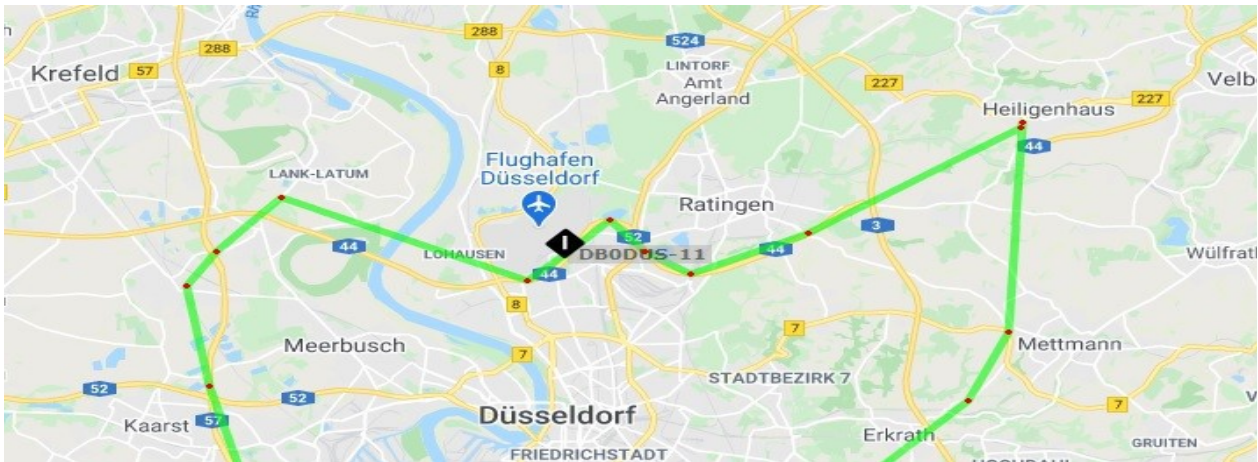 288
288
524
Krefeld
57
8
LINTORF
Amt
Angerland
227
Velb
Heiligenhaus
227
44
LANK-LATUM
Flughafen
Düsseldorf
Ratingen
3
52
44
44
LOHAUSEN
DB0DUS-11
44
Wülfrat
8
7
Meerbusch
7
Mettmann
STADTBEZIRK 7
52
52
57
Kaarst
Düsseldorf
7
Erkrath
GRUITEN
FRIEDRICHSTADT